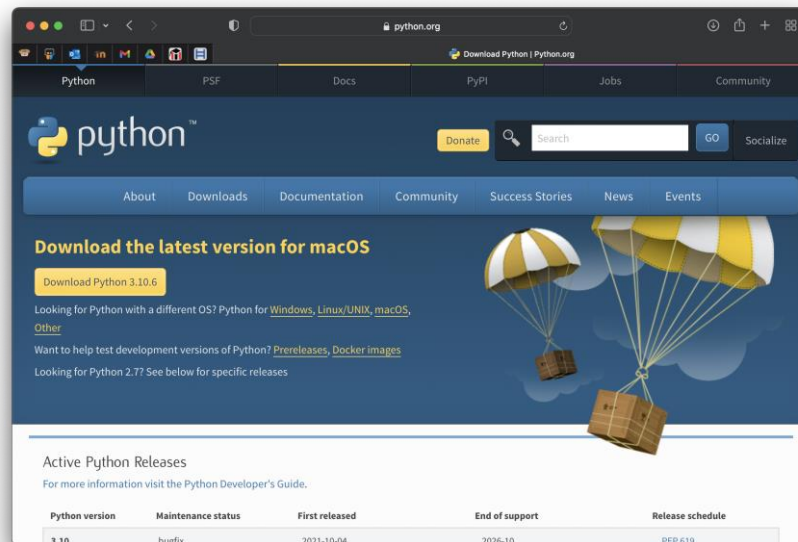 python.org
Download Python | Python.org
Python PSF Docs PyPI Jobs Community
python™
Donate Search GO Socialize
About Downloads Documentation Community Success Stories News Events
Download the latest version for macOS
Download Python 3.10.6
Looking for Python with a different OS? Python for Windows, Linux/UNIX, macOS,
Other
Want to help test development versions of Python? Prereleases, Docker images
Looking for Python 2.7? See below for specific releases
Active Python Releases
For more information visit the Python Developer's Guide.
Python version Maintenance status First released End of support Release schedule
3.10 bugfix 2021-10-04 2026-10 PEP 619